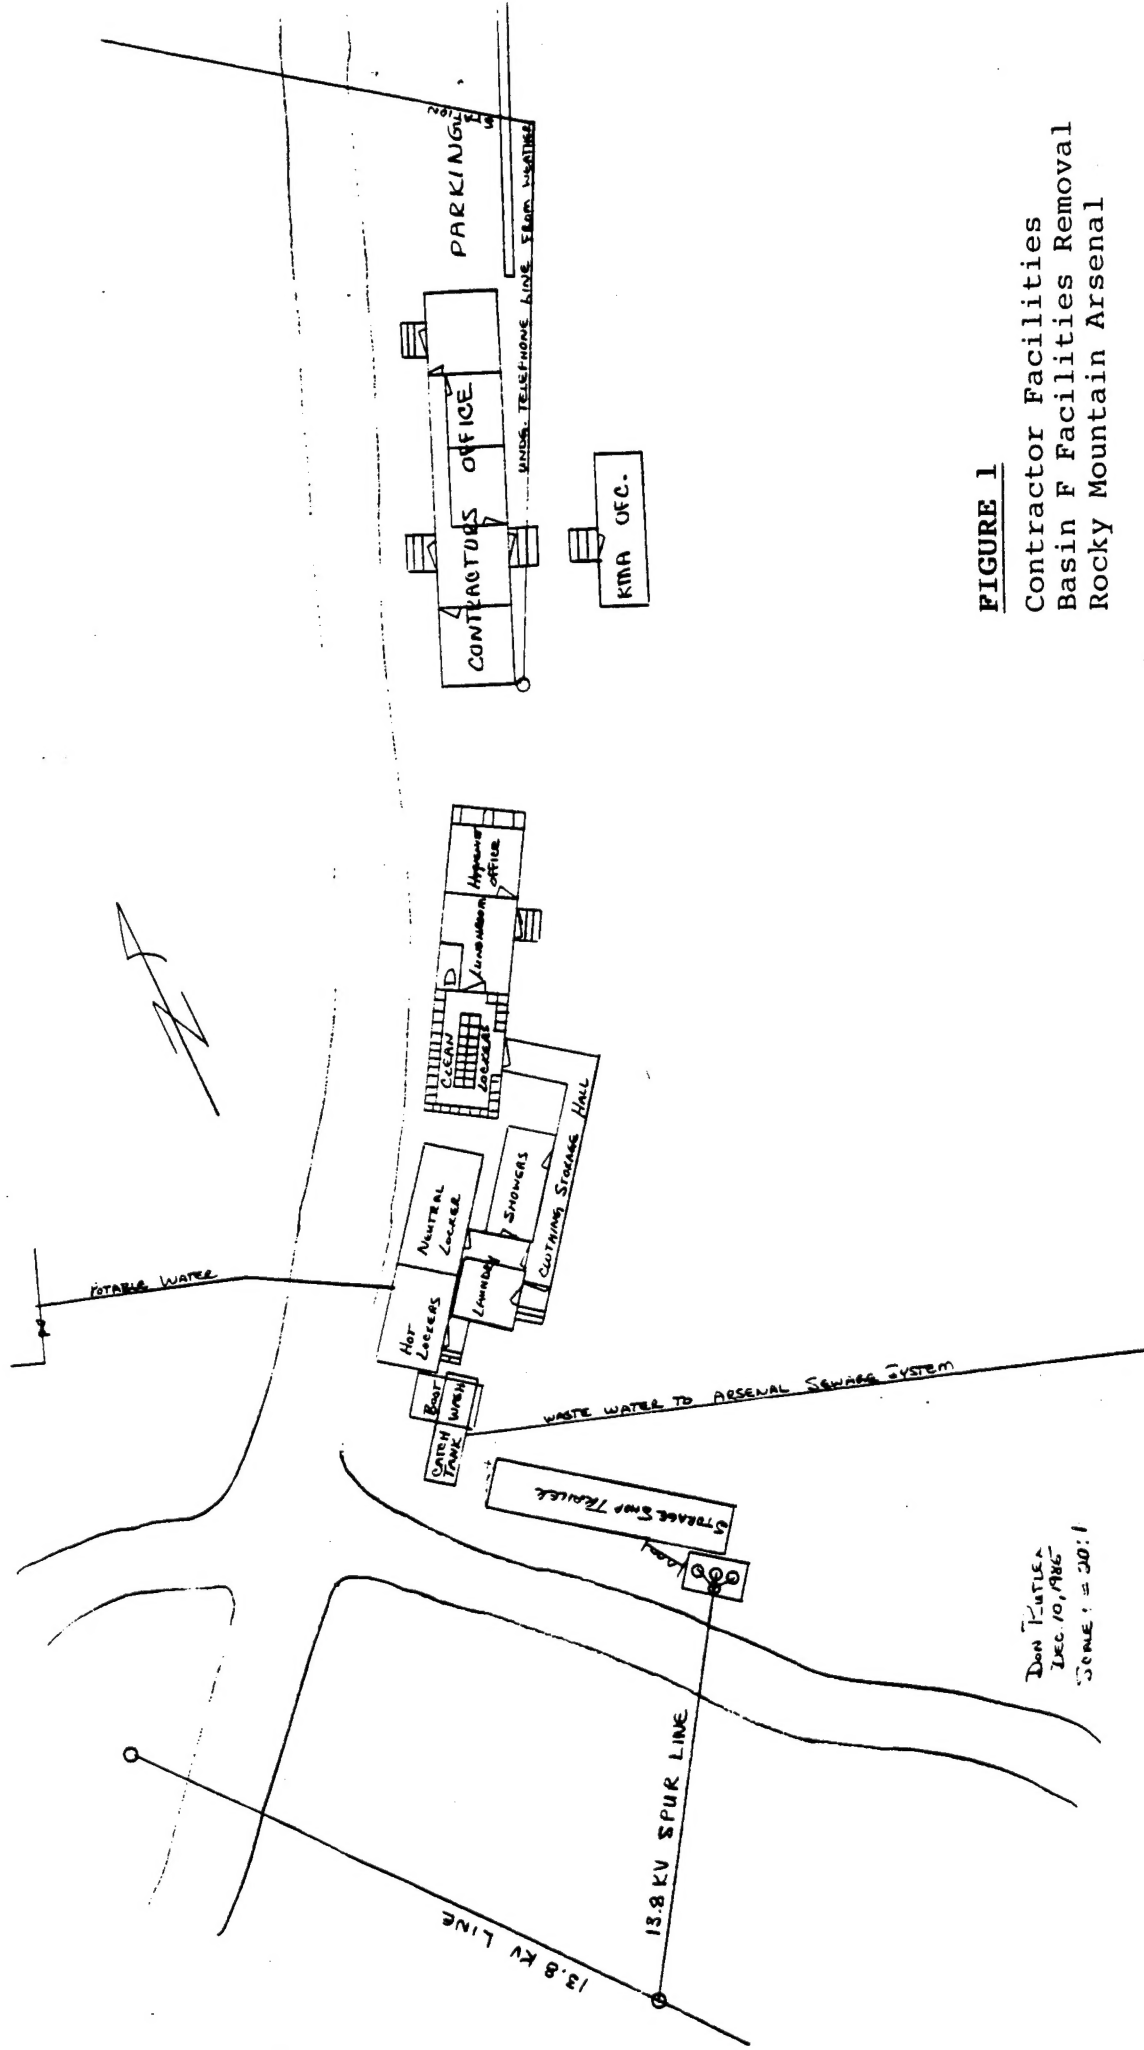 13.8 KV LINE
13.8 KV SPUR LINE
POTABLE WATER
HOT
LOCKERS
NEUTRAL
LOCKER
BOOT
WASH
CATCH
TANK
LAUNDRY
SHOWERS
CLOTHING STORAGE HALL
WASTE WATER TO ARSENAL SEWAGE SYSTEM
STORAGE SHOP TRAILER
CLEAN
LOCKERS
LUNCHROOM
HYGIENE
OFFICE
N
CONTRACTORS OFFICE
PARKING
UNDG. TELEPHONE LINE FROM WEATHER
RMA OFC.
DEC. 10, 1986
SCALE 1 = 20:1
FIGURE 1
Contractor Facilities
Basin F Facilities Removal
Rocky Mountain Arsenal